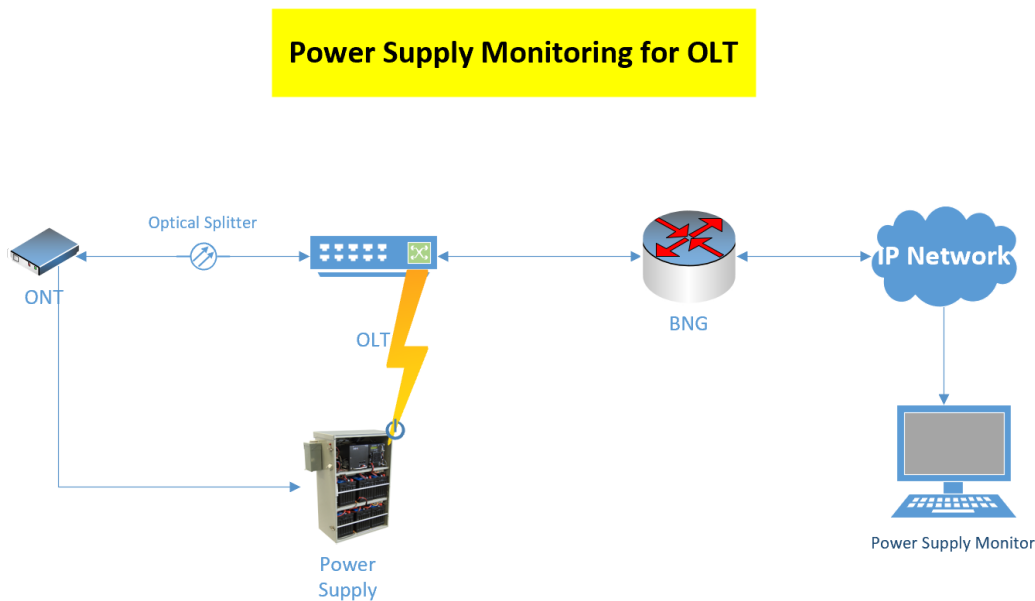 Power Supply Monitoring for OLT
Optical Splitter
IP Network
ONT
BNG
OLT
Power Supply Monitor
Power
Supply